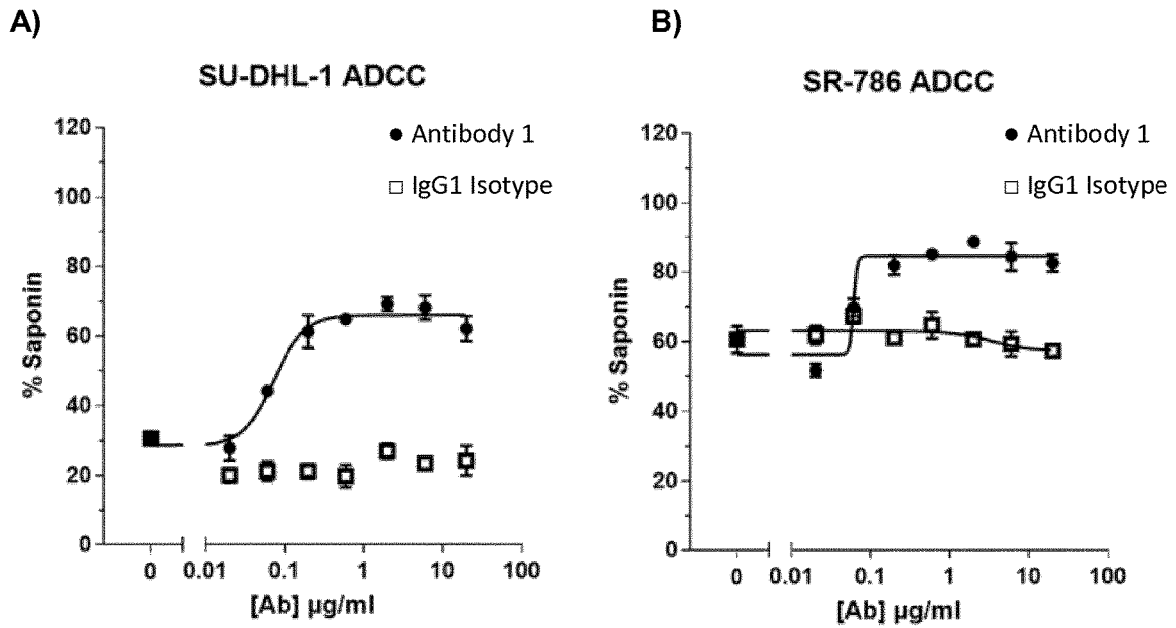 A)
SU-DHL-1 ADCC
120
100
80
60
40
20
0
% Saponin
Antibody 1
IgG1 Isotype
0 0.01 0.1 1 10 100
[Ab] µg/ml
B)
SR-786 ADCC
120
100
80
60
40
20
0
% Saponin
Antibody 1
IgG1 Isotype
0 0.01 0.1 1 10 100
[Ab] µg/ml